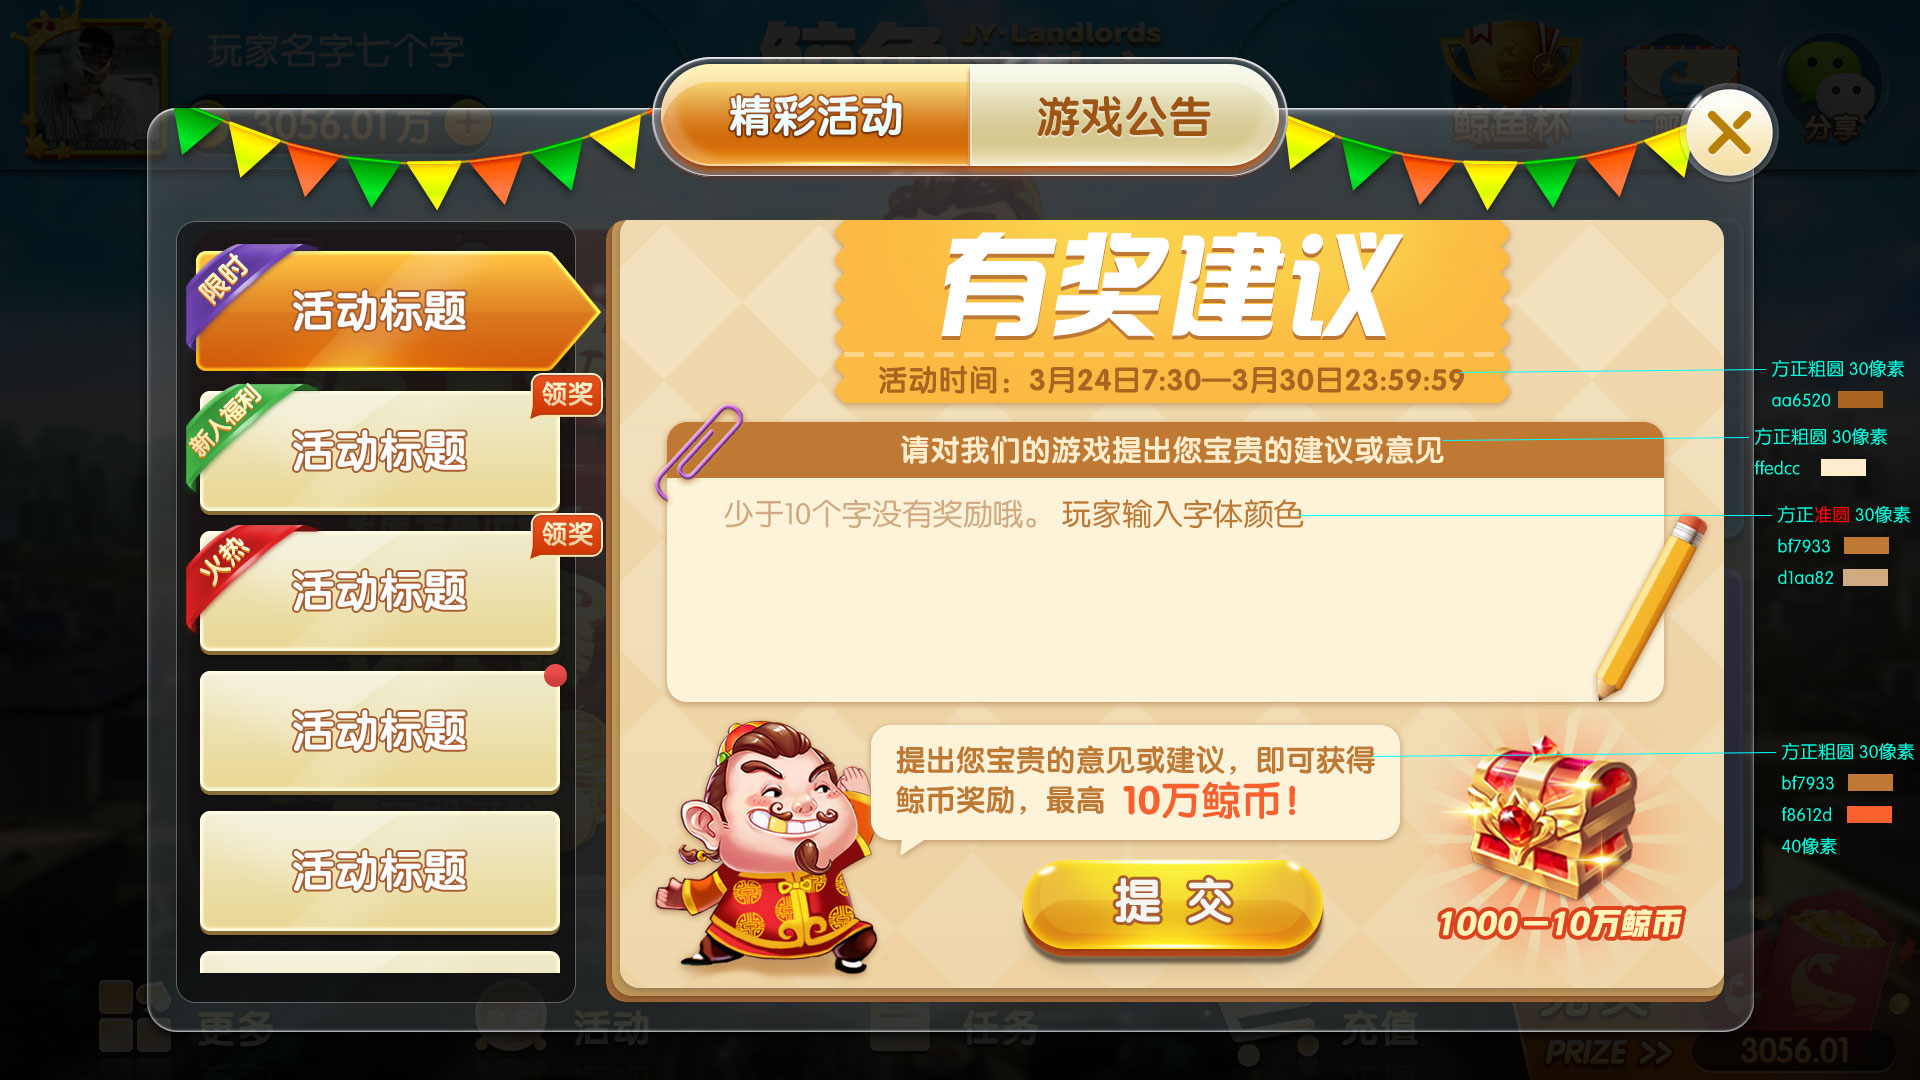 玩家名字七个字
JY·Landlords
3056.01万
鲸鱼杯
分享
精彩活动
游戏公告
限时
活动标题
新人福利
活动标题
领奖
火热
活动标题
领奖
活动标题
活动标题
有奖建议
活动时间：3月24日7:30—3月30日23:59:59
请对我们的游戏提出您宝贵的建议或意见
少于10个字没有奖励哦。 玩家输入字体颜色
提出您宝贵的意见或建议，即可获得
鲸币奖励，最高 10万鲸币！
提 交
1000－10万鲸币
方正粗圆 30像素
aa6520
方正粗圆 30像素
ffedcc
方正准圆 30像素
bf7933
d1aa82
方正粗圆 30像素
bf7933
f8612d
40像素
更多
活动
任务
充值
PRIZE >>
3056.01